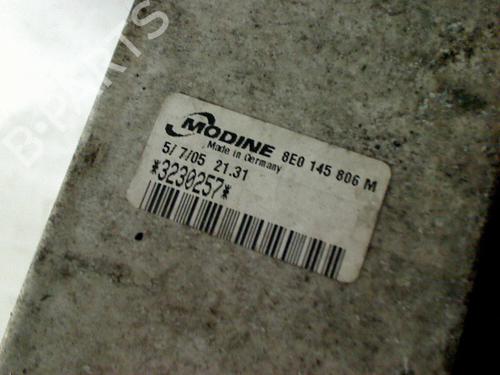 B-PARTS
MODINE 8E0 145 806 M
Made in Germany
5/ 7/05 21.31
*3230257*